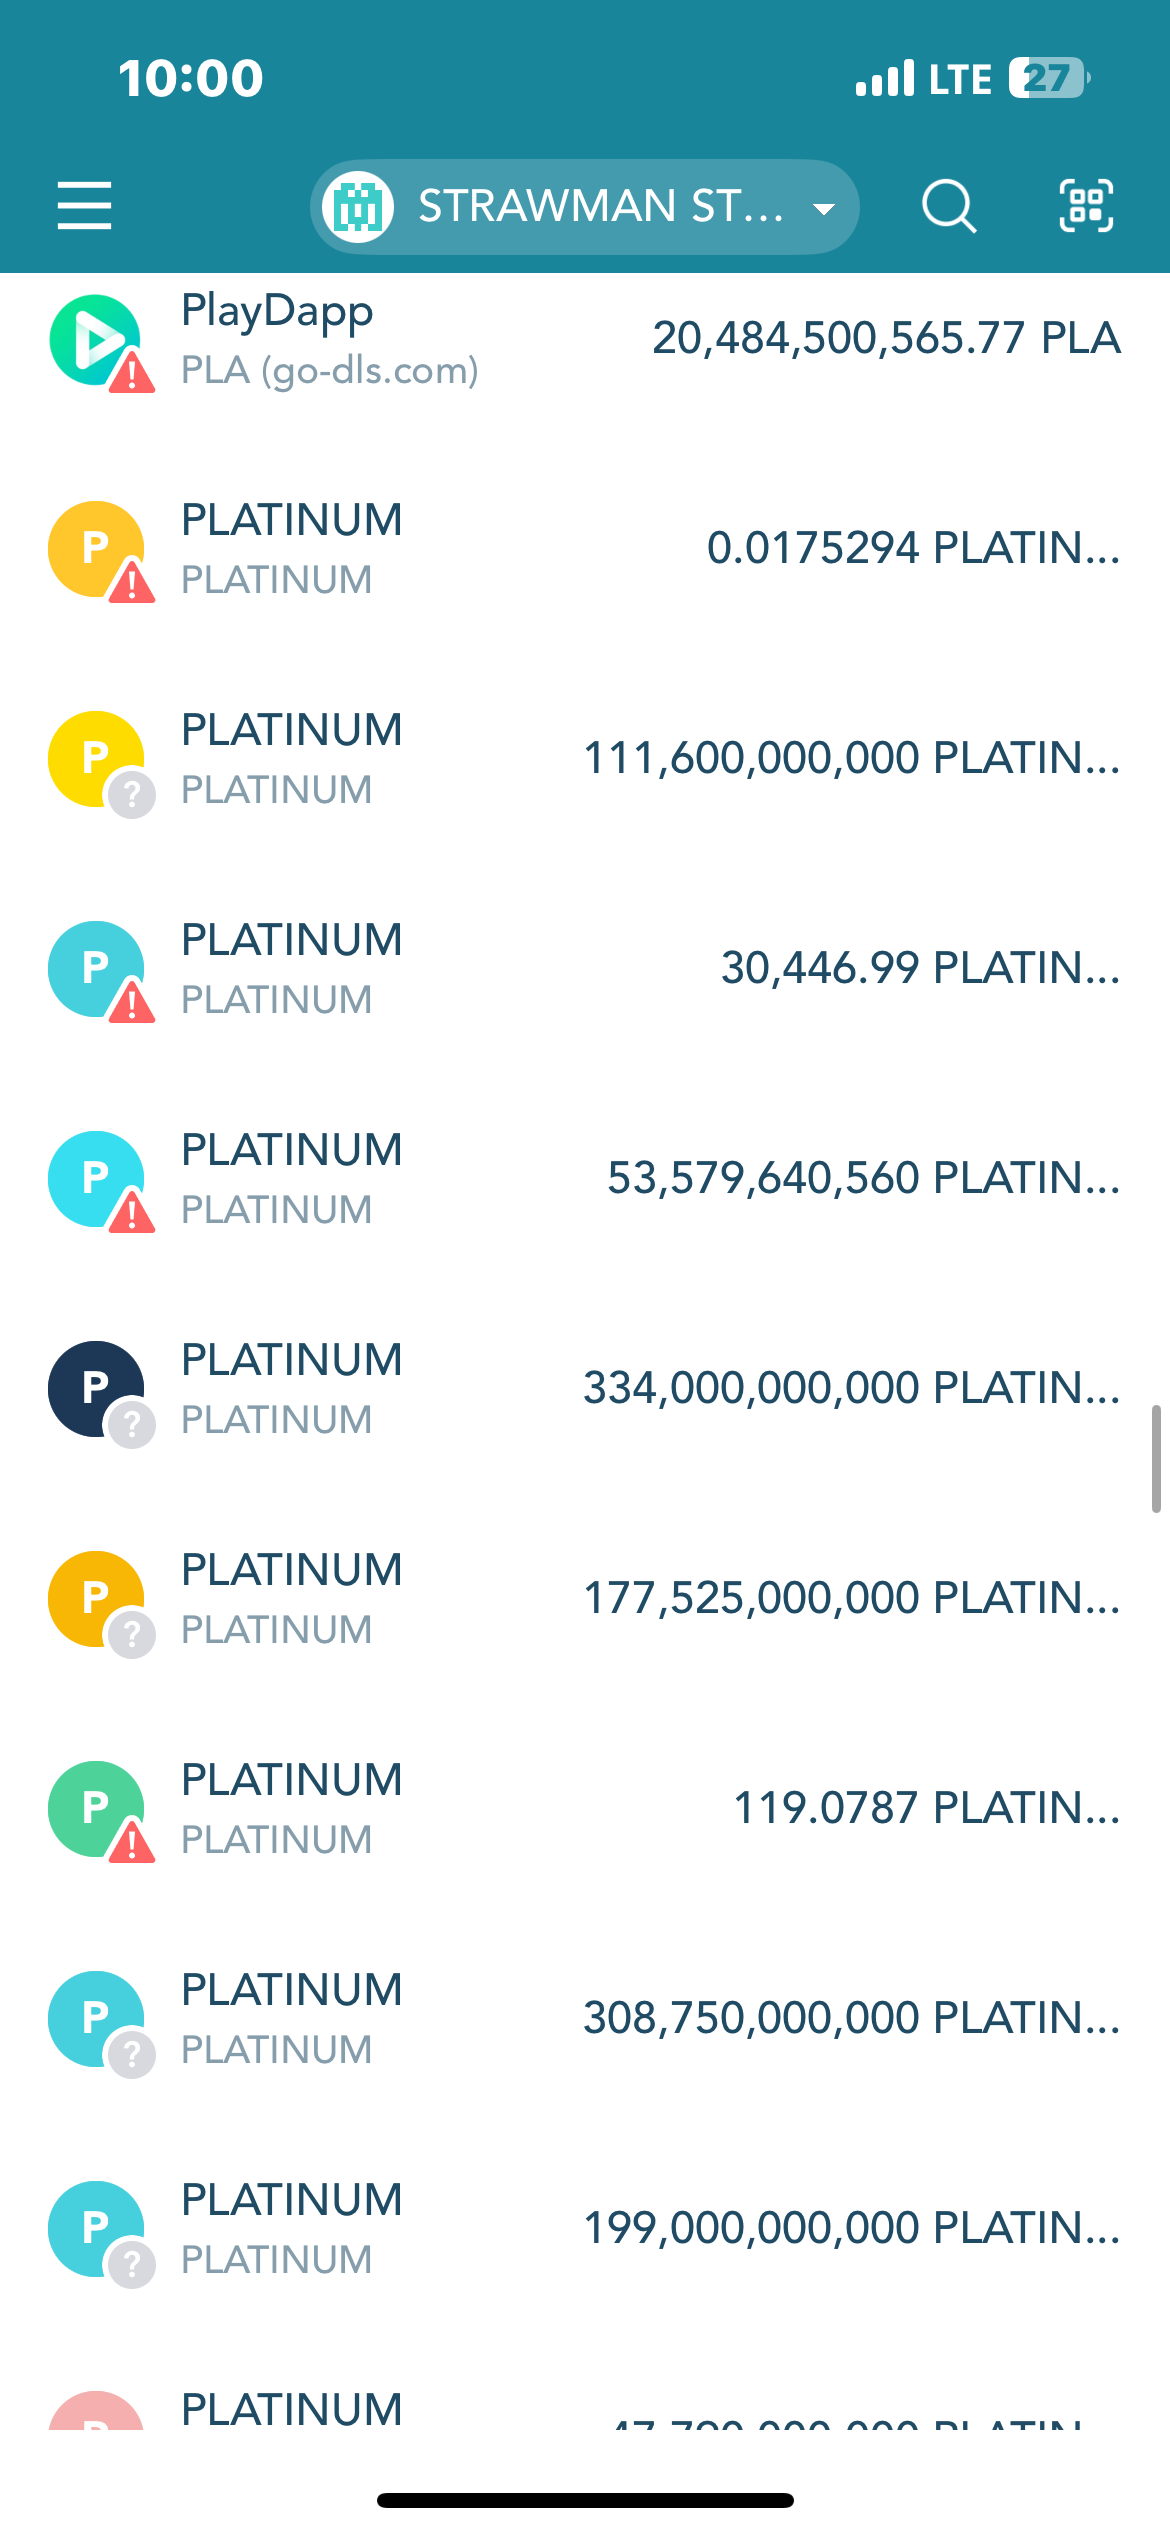 10:00 LTE 27
STRAWMAN ST...
PlayDapp
PLA (go-dls.com)
20,484,500,565.77 PLA
P
PLATINUM
PLATINUM
0.0175294 PLATIN...
P
PLATINUM
PLATINUM
111,600,000,000 PLATIN...
?
P
PLATINUM
PLATINUM
30,446.99 PLATIN...
P
PLATINUM
PLATINUM
53,579,640,560 PLATIN...
P
PLATINUM
PLATINUM
334,000,000,000 PLATIN...
?
P
PLATINUM
PLATINUM
177,525,000,000 PLATIN...
?
P
PLATINUM
PLATINUM
119.0787 PLATIN...
P
PLATINUM
PLATINUM
308,750,000,000 PLATIN...
?
P
PLATINUM
PLATINUM
199,000,000,000 PLATIN...
?
PLATINUM